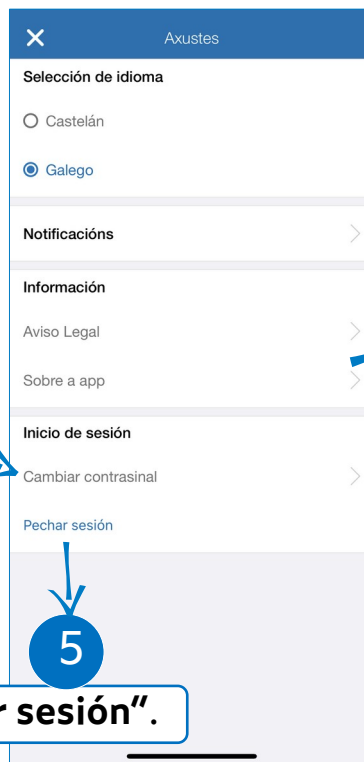 Axustes
Selección de idioma
Castelán
Galego
Notificacións
Información
Aviso Legal
Sobre a app
Inicio de sesión
Cambiar contrasinal
Pechar sesión
5
sesión”.